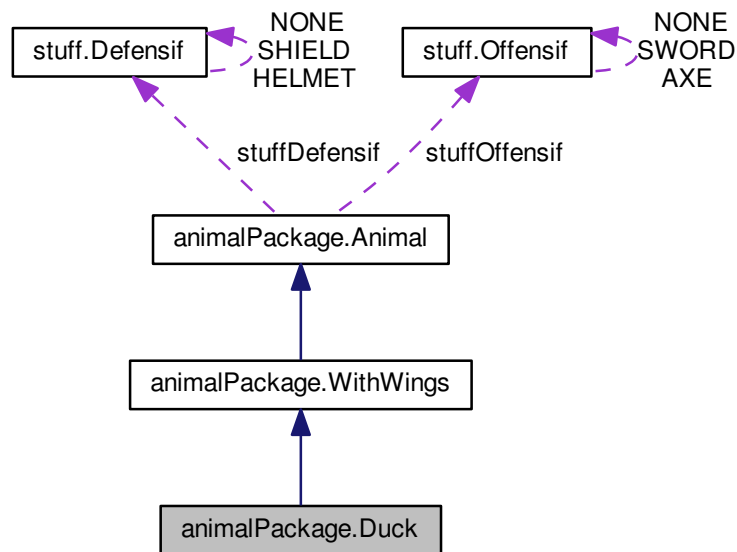 NONE
SHIELD
HELMET
stuff.Defensif
NONE
SWORD
AXE
stuff.Offensif
stuffDefensif
stuffOffensif
animalPackage.Animal
animalPackage.WithWings
animalPackage.Duck